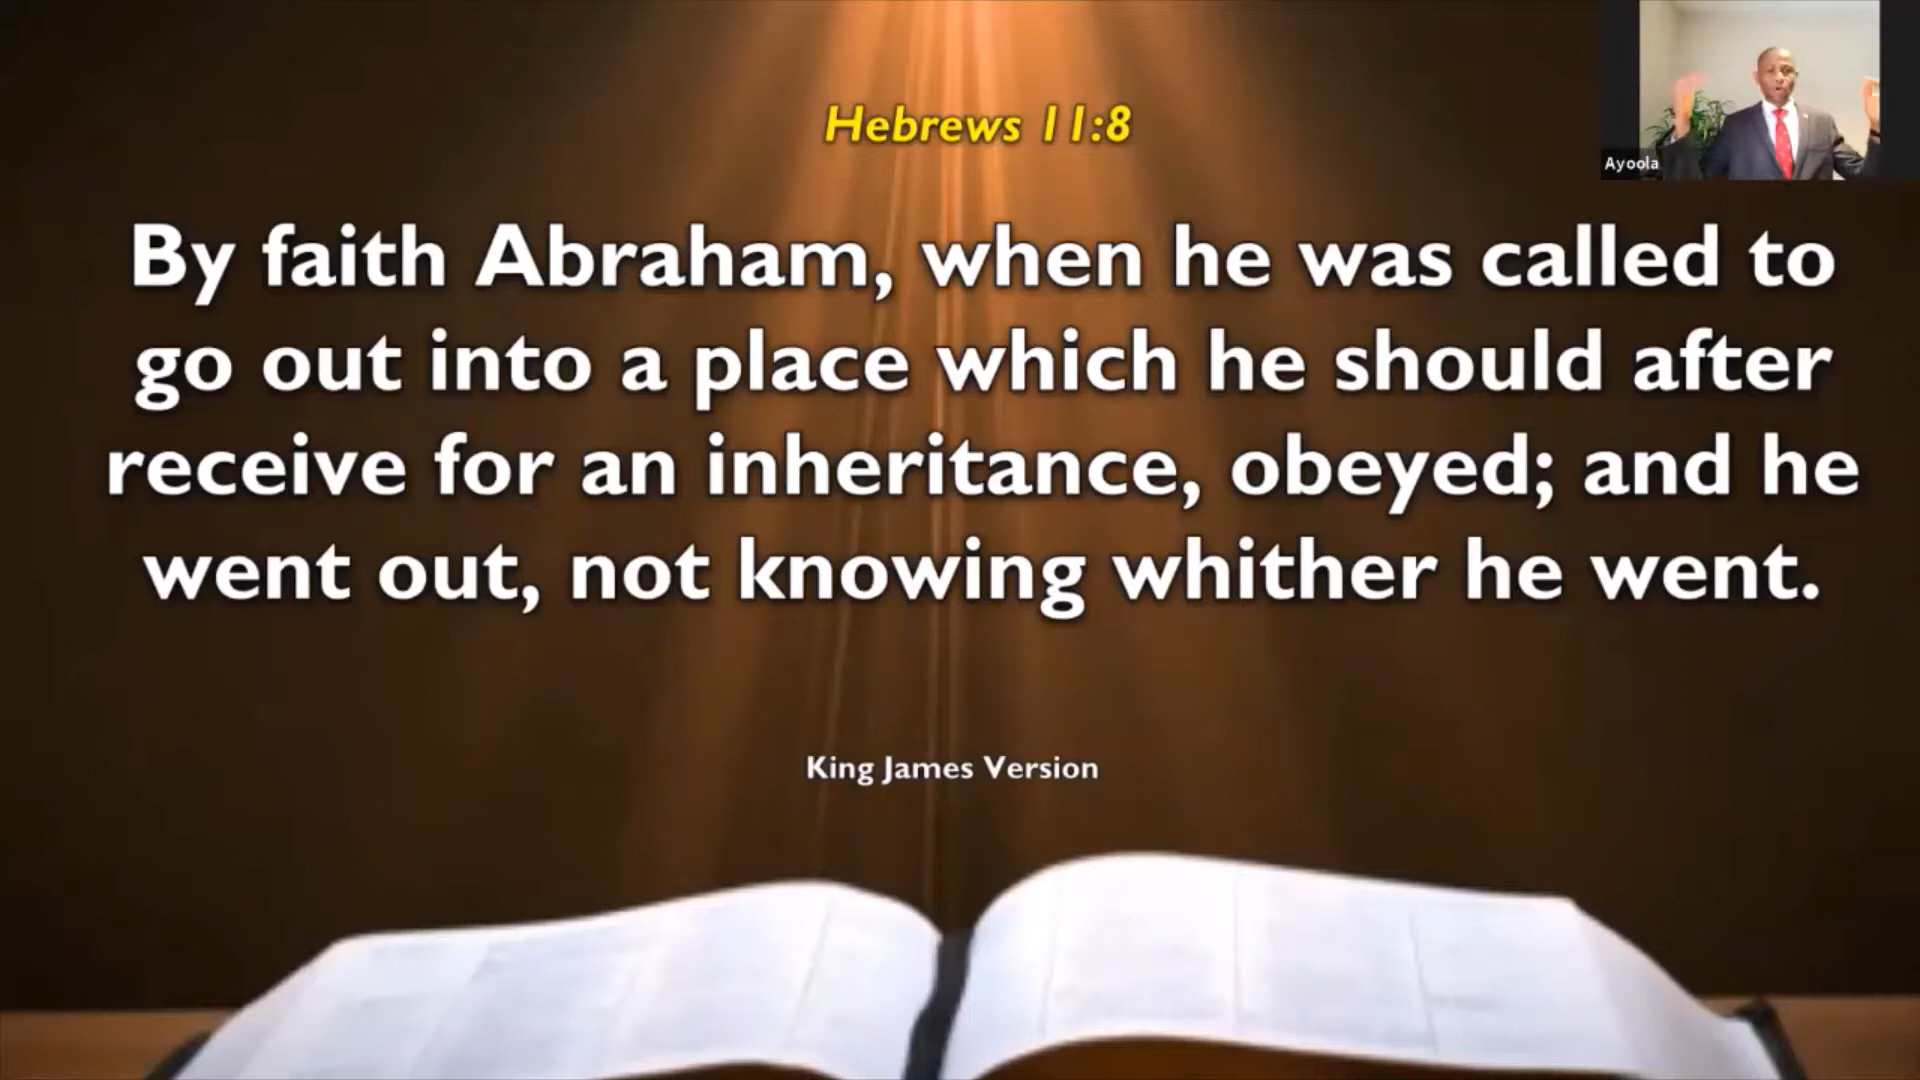 Hebrews 11:8
Ayoola
By faith Abraham, when he was called to
go out into a place which he should after
receive for an inheritance, obeyed; and he
went out, not knowing whither he went.
King James Version